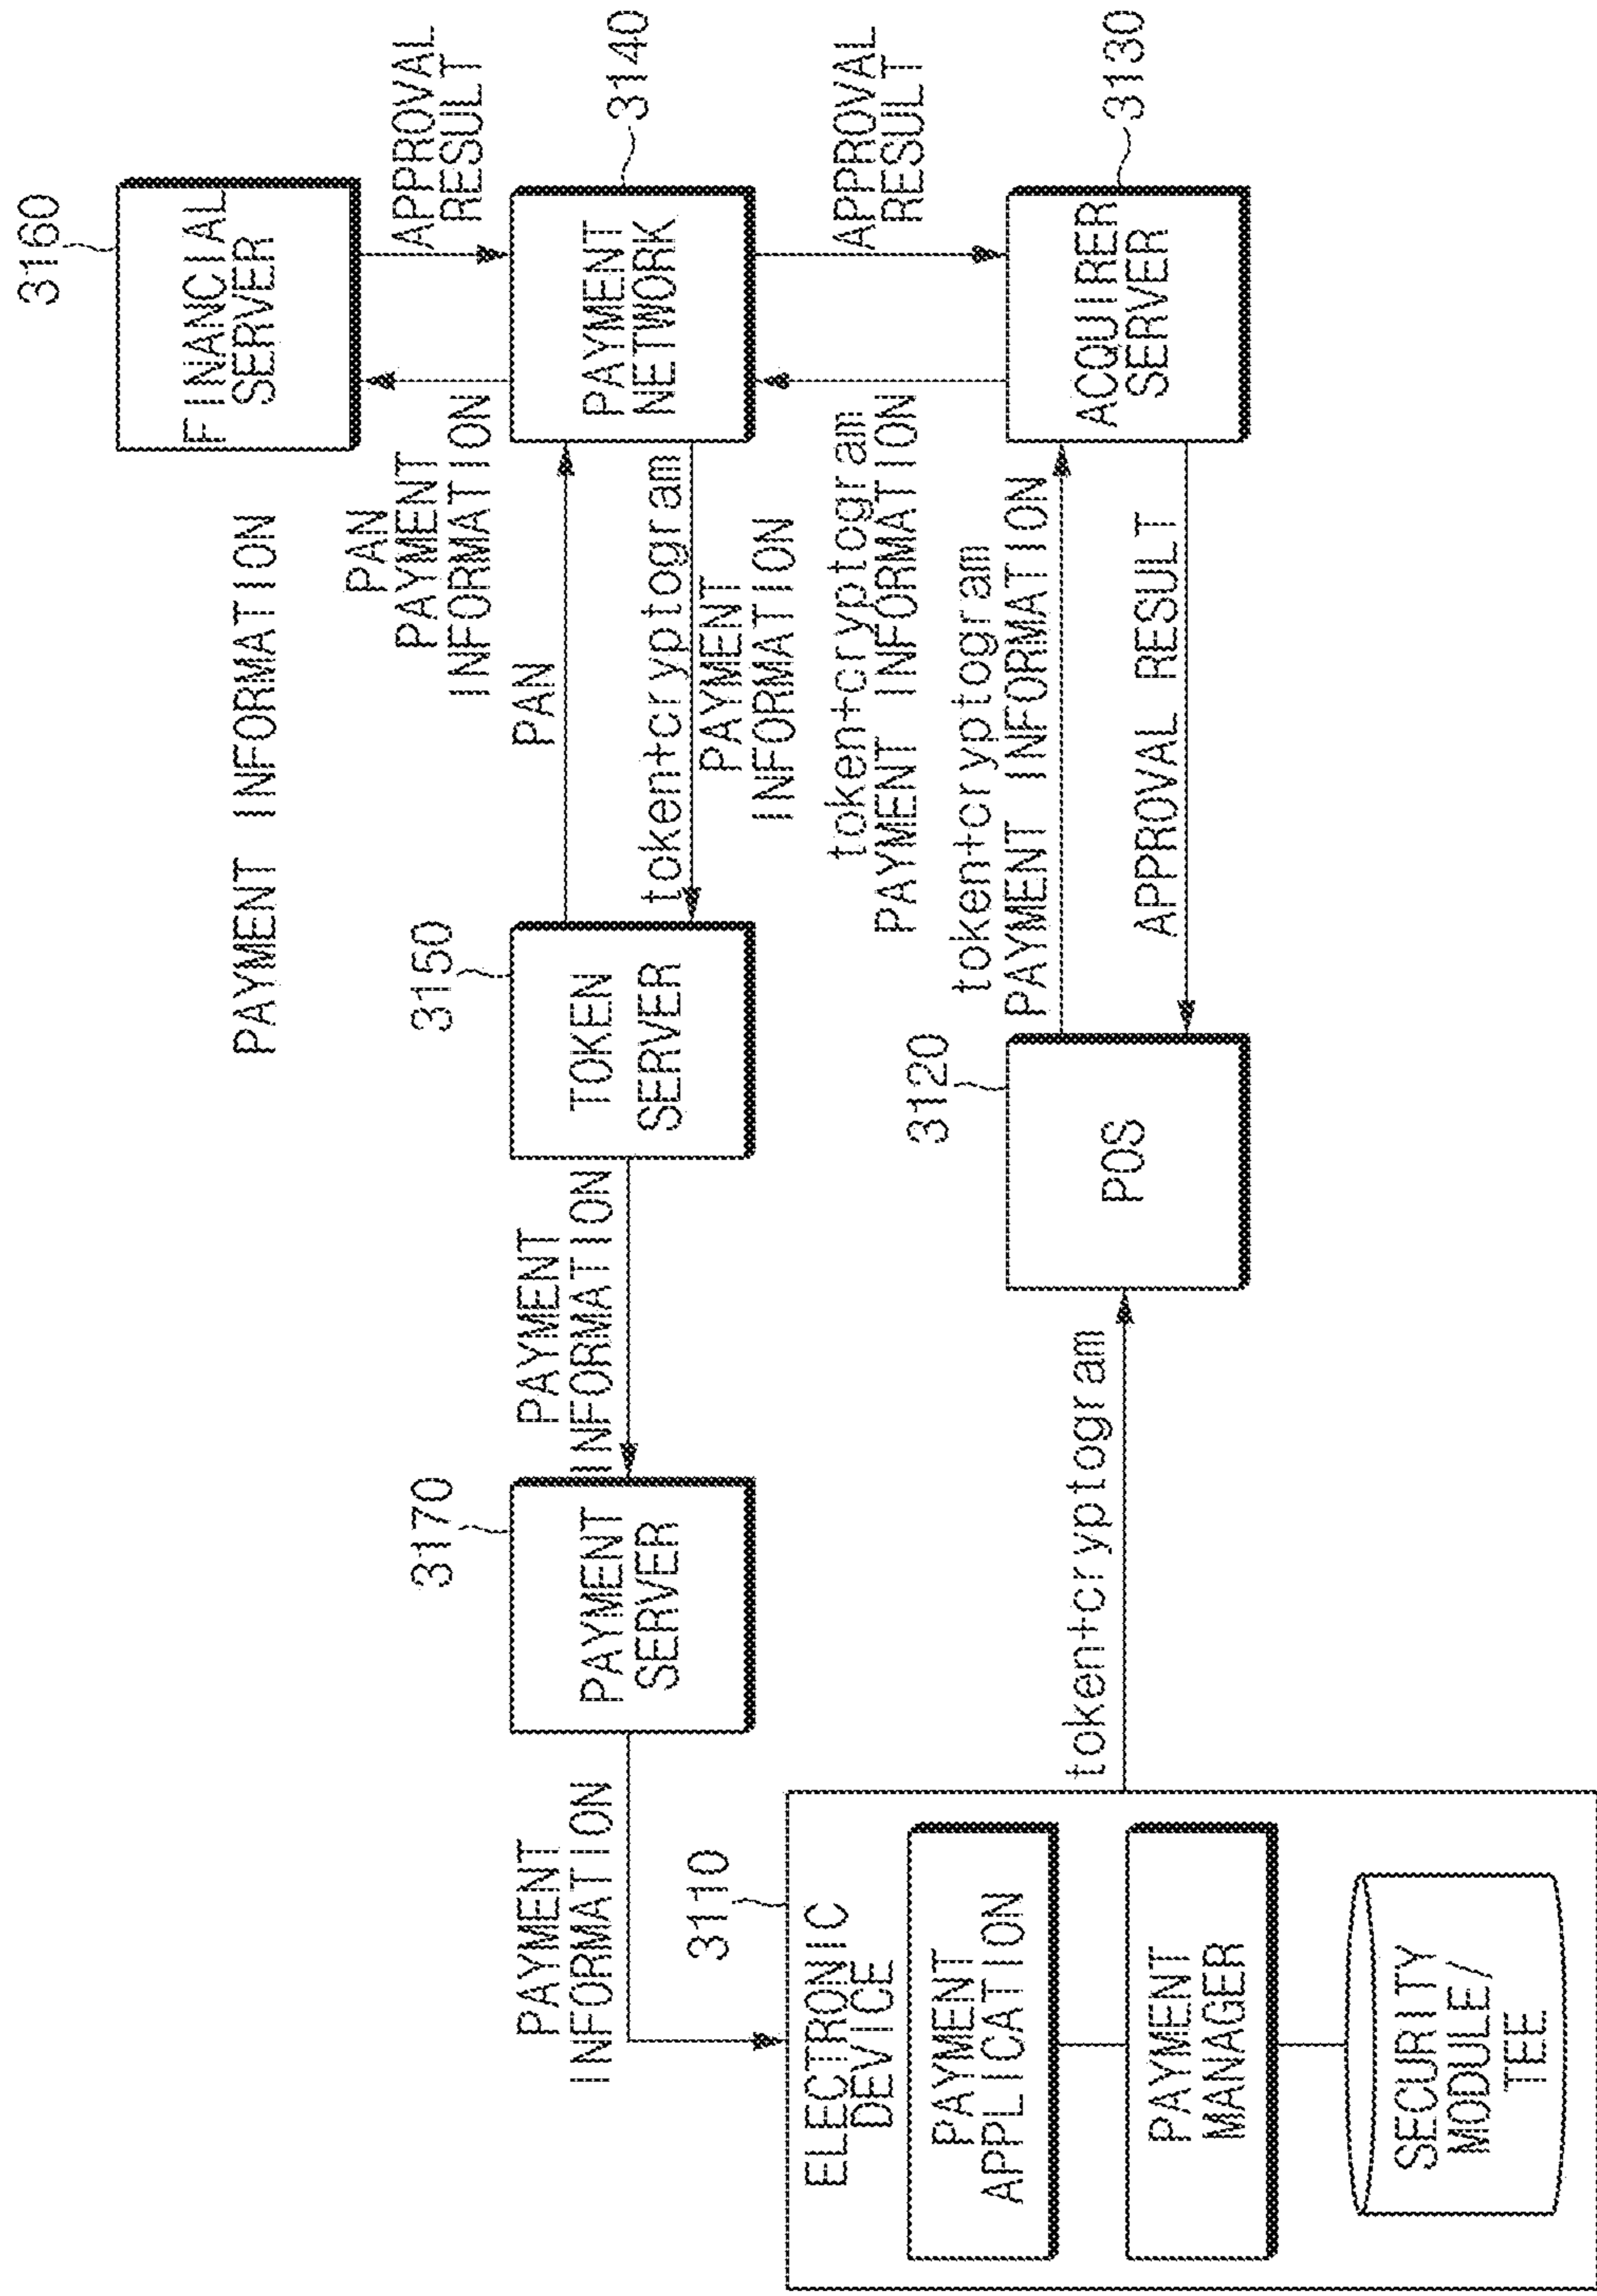 3160
FINANCIAL
SERVER
PAYMENT INFORMATION
APPROVAL
RESULT
PAN
PAYMENT
INFORMATION
3170
3150
3140
PAYMENT
INFORMATION
PAYMENT
SERVER
PAYMENT
INFORMATION
TOKEN
SERVER
PAN
token+cryptogram
PAYMENT
INFORMATION
PAYMENT
NETWORK
3110
ELECTRONIC
DEVICE
PAYMENT
APPLICATION
PAYMENT
MANAGER
SECURITY
MODULE/
TEE
token+cryptogram
PAYMENT INFORMATION
APPROVAL
RESULT
3120
token+cryptogram
POS
token+cryptogram
PAYMENT INFORMATION
APPROVAL RESULT
ACQUIRER
SERVER
3130